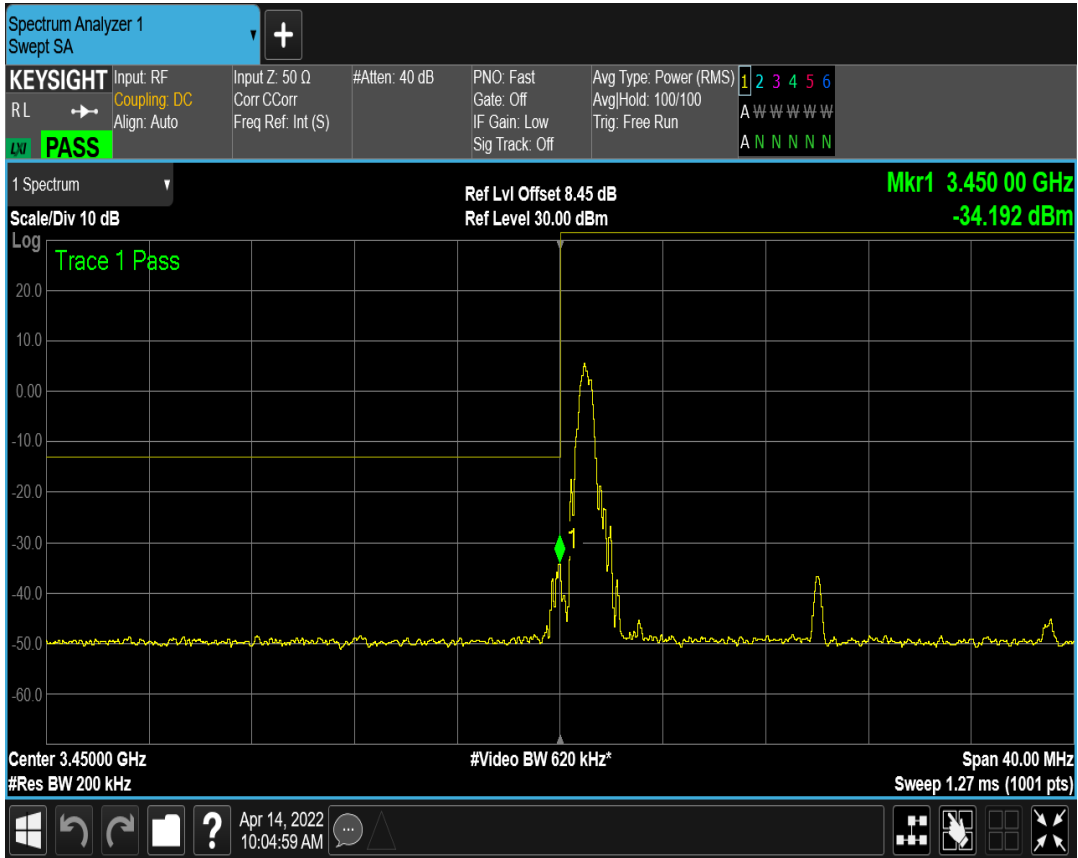 Spectrum Analyzer 1
Swept SA
+
KEYSIGHT
R L
LXI PASS
Input: RF
Coupling: DC
Align: Auto
Input Z: 50 Ω
Corr CCorr
Freq Ref: Int (S)
#Atten: 40 dB
PNO: Fast
Gate: Off
IF Gain: Low
Sig Track: Off
Avg Type: Power (RMS)
Avg|Hold: 100/100
Trig: Free Run
1 2 3 4 5 6
A W W W W W
A N N N N N
1 Spectrum
Scale/Div 10 dB
Ref Lvl Offset 8.45 dB
Ref Level 30.00 dBm
Mkr1 3.450 00 GHz
-34.192 dBm
Log
Trace 1 Pass
20.0
10.0
0.00
-10.0
-20.0
-30.0
1
-40.0
-50.0
-60.0
Center 3.45000 GHz
#Res BW 200 kHz
#Video BW 620 kHz*
Span 40.00 MHz
Sweep 1.27 ms (1001 pts)
?
Apr 14, 2022
10:04:59 AM